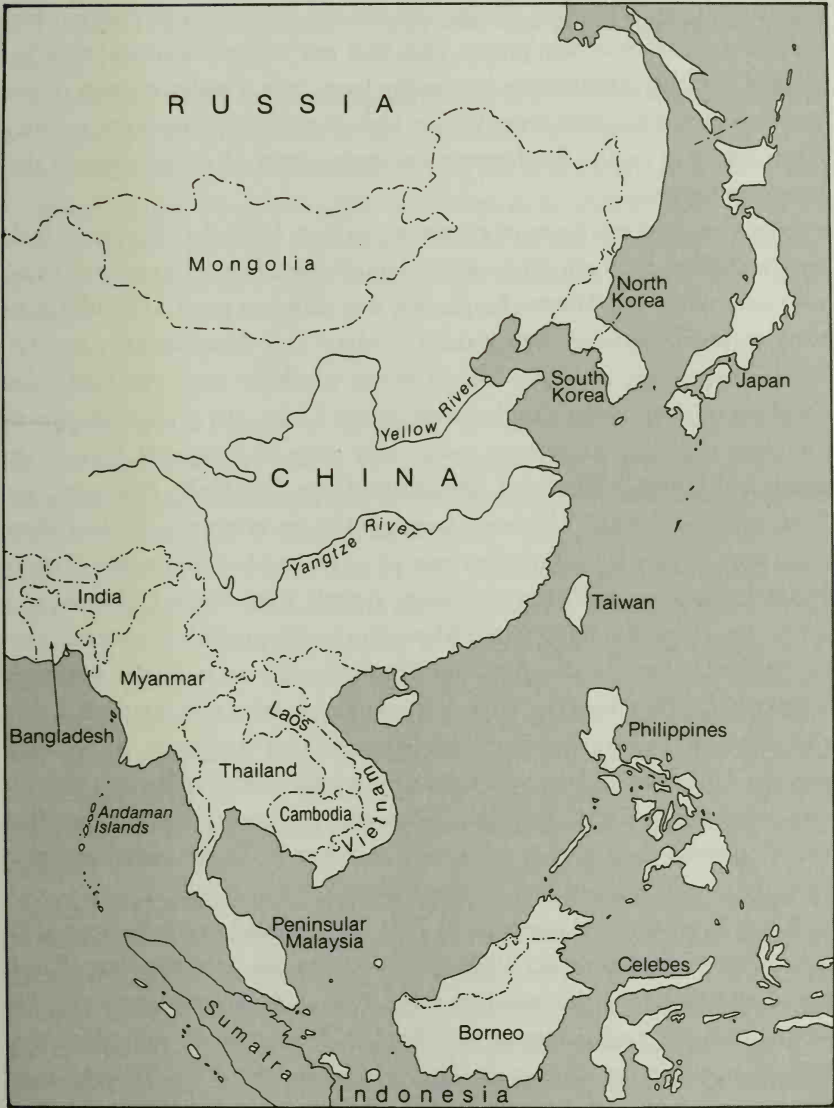 RUSSIA
Mongolia
North
Korea
South
Korea
Japan
Yellow River
CHINA
Yangtze River
India
Taiwan
Myanmar
Laos
Bangladesh
Philippines
Thailand
Andaman
Islands
Cambodia
Vietnam
Peninsular
Malaysia
Celebes
Sumatra
Borneo
Indonesia